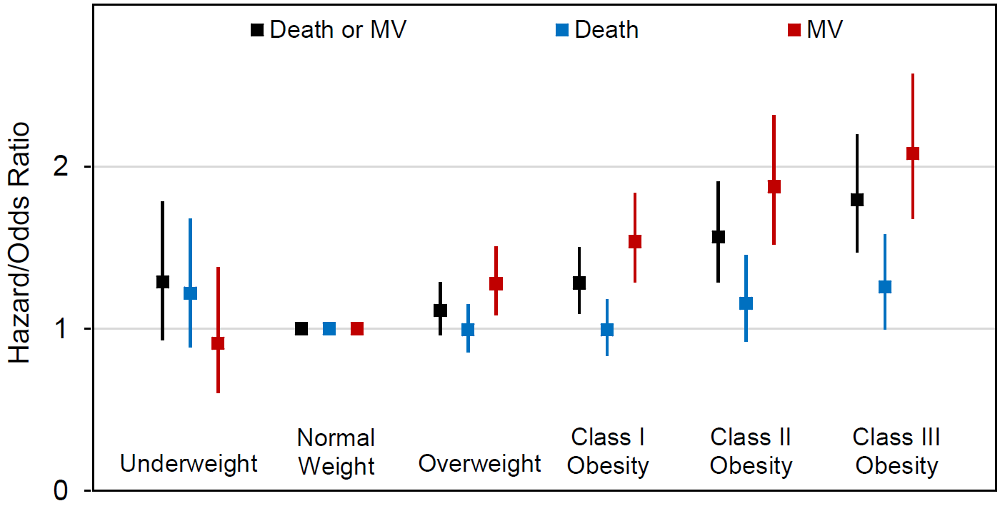 Death or MV
Death
MV
Hazard/Odds Ratio
2
1
0
Underweight
Normal
Weight
Overweight
Class I
Obesity
Class II
Obesity
Class III
Obesity